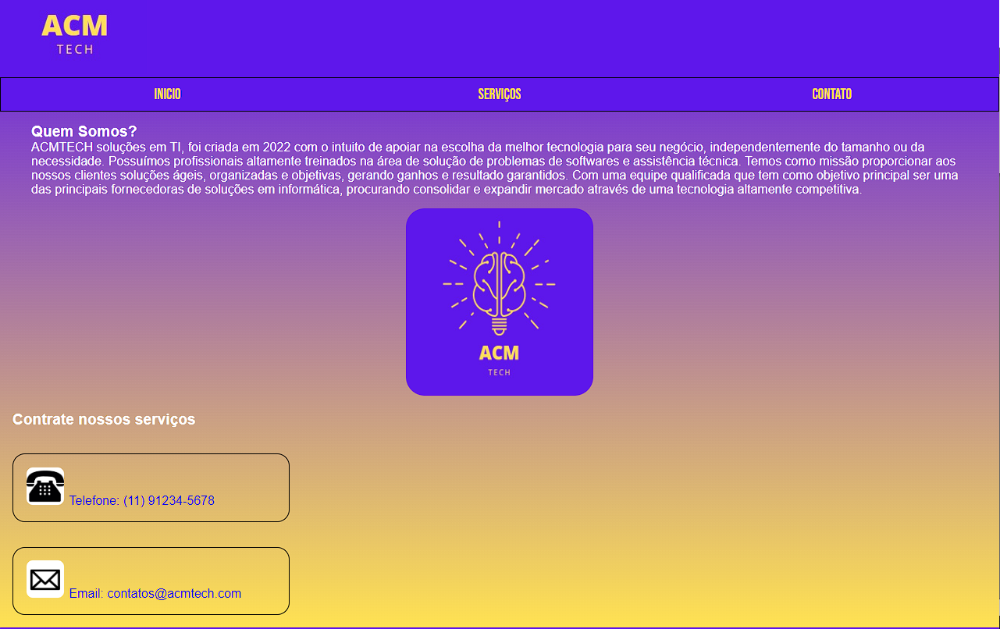 ACM
TECH
INICIO
SERVIÇOS
CONTATO
Quem Somos?
ACMTECH soluções em TI, foi criada em 2022 com o intuito de apoiar na escolha da melhor tecnologia para seu negócio, independentemente do tamanho ou da
necessidade. Possuímos profissionais altamente treinados na área de solução de problemas de softwares e assistência técnica. Temos como missão proporcionar aos
nossos clientes soluções ágeis, organizadas e objetivas, gerando ganhos e resultado garantidos. Com uma equipe qualificada que tem como objetivo principal ser uma
das principais fornecedoras de soluções em informática, procurando consolidar e expandir mercado através de uma tecnologia altamente competitiva.
ACM
TECH
Contrate nossos serviços
Telefone: (11) 91234-5678
Email: contatos@acmtech.com